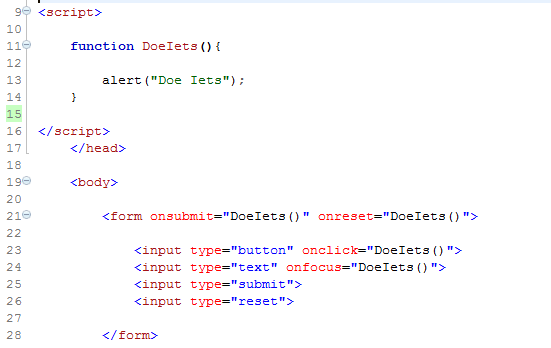 9 <script>
10
11 function DoeIets(){
12
13 alert("Doe Iets");
14 }
15
16 </script>
17 </head>
18
19 <body>
20
21 <form onsubmit="DoeIets()" onreset="DoeIets()">
22
23 <input type="button" onclick="DoeIets()">
24 <input type="text" onfocus="DoeIets()">
25 <input type="submit">
26 <input type="reset">
27
28 </form>